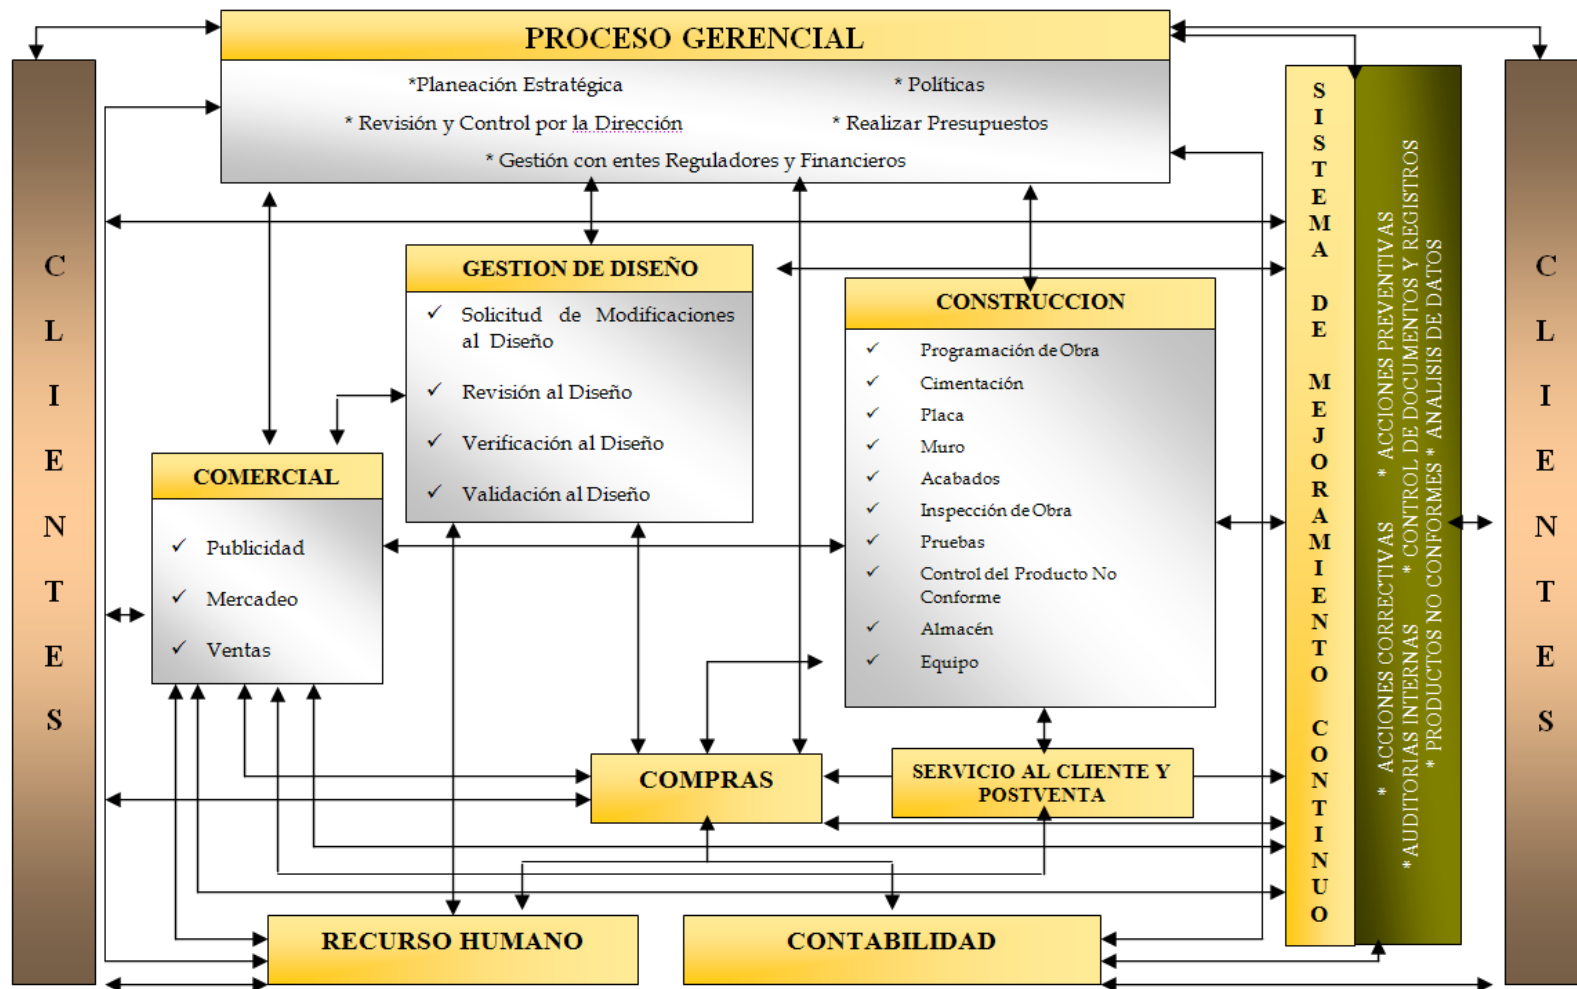 PROCESO GERENCIAL
*Planeación Estratégica * Políticas
* Revisión y Control por la Dirección * Realizar Presupuestos
* Gestión con entes Reguladores y Financieros
CLIENTES
GESTION DE DISEÑO
✓ Solicitud de Modificaciones
al Diseño
✓ Revisión al Diseño
✓ Verificación al Diseño
✓ Validación al Diseño
CONSTRUCCION
✓ Programación de Obra
✓ Cimentación
✓ Placa
✓ Muro
✓ Acabados
✓ Inspección de Obra
✓ Pruebas
✓ Control del Producto No
Conforme
✓ Almacén
✓ Equipo
COMERCIAL
✓ Publicidad
✓ Mercadeo
✓ Ventas
COMPRAS
SERVICIO AL CLIENTE Y
POSTVENTA
RECURSO HUMANO
CONTABILIDAD
SISTEMA DE MEJORAMIENTO CONTINUO
* ACCIONES CORRECTIVAS * ACCIONES PREVENTIVAS
*AUDITORIAS INTERNAS * CONTROL DE DOCUMENTOS Y REGISTROS
* PRODUCTOS NO CONFORMES * ANALISIS DE DATOS
CLIENTES